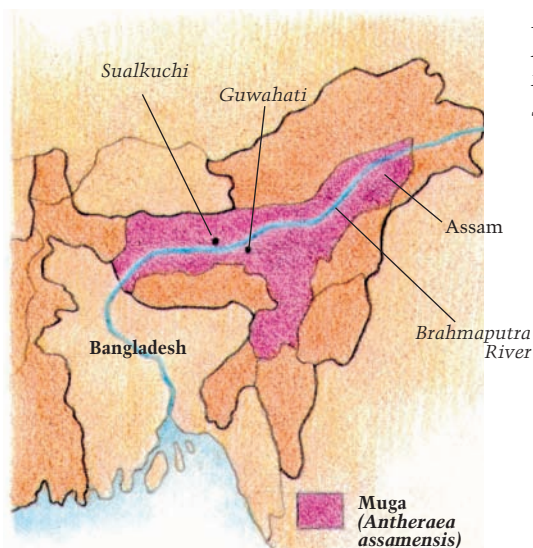 Sualkuchi
Guwahati
Assam
Brahmaputra
River
Bangladesh
Muga
(Antheraea
assamensis)